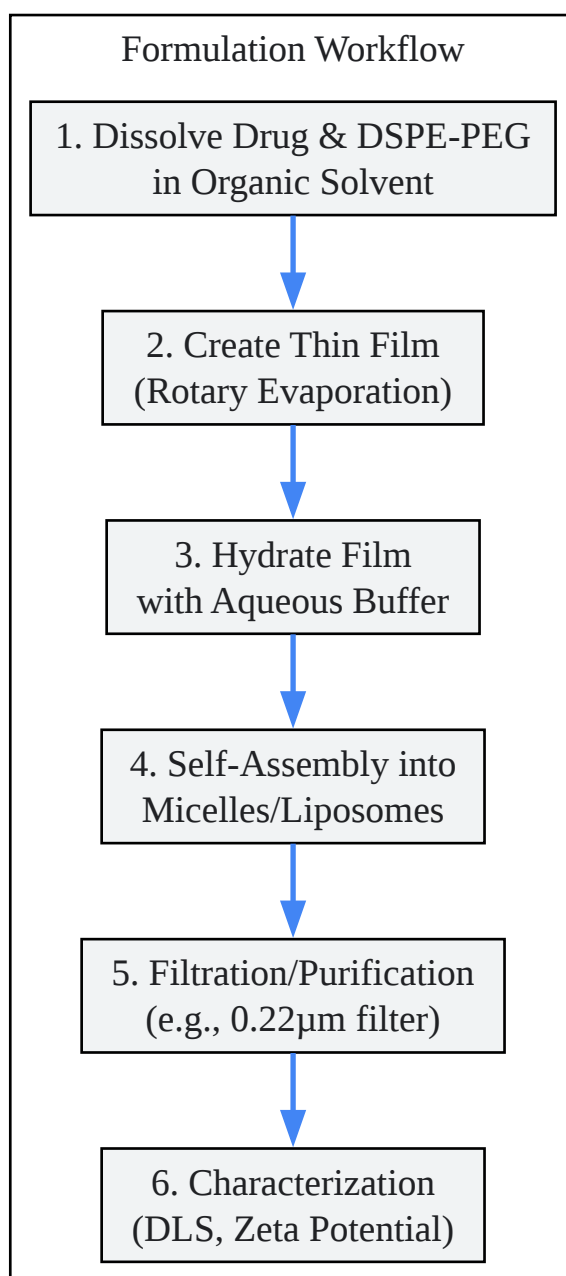 Formulation Workflow
1. Dissolve Drug & DSPE-PEG
in Organic Solvent
2. Create Thin Film
(Rotary Evaporation)
3. Hydrate Film
with Aqueous Buffer
4. Self-Assembly into
Micelles/Liposomes
5. Filtration/Purification
(e.g., 0.22µm filter)
6. Characterization
(DLS, Zeta Potential)